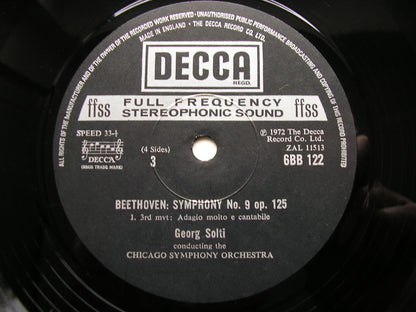 ALL RIGHTS OF THE MANUFACTURER AND OF THE OWNER OF THE RECORDED WORK RESERVED · UNAUTHORISED PUBLIC PERFORMANCE BROADCASTING AND COPYING OF THIS RECORD PROHIBITED
MADE IN ENGLAND · THE DECCA RECORD CO. LTD.
DECCA
REGD.
ffss FULL FREQUENCY ffss
STEREOPHONIC SOUND
SPEED 33⅓
DECCA
(REGD. TRADE MARK)
(4 Sides)
3
℗ 1972 The Decca
Record Co. Ltd.
ZAL 11513
6BB 122
BEETHOVEN: SYMPHONY No. 9 op. 125
1. 3rd mvt: Adagio molto e cantabile
Georg Solti
conducting the
CHICAGO SYMPHONY ORCHESTRA